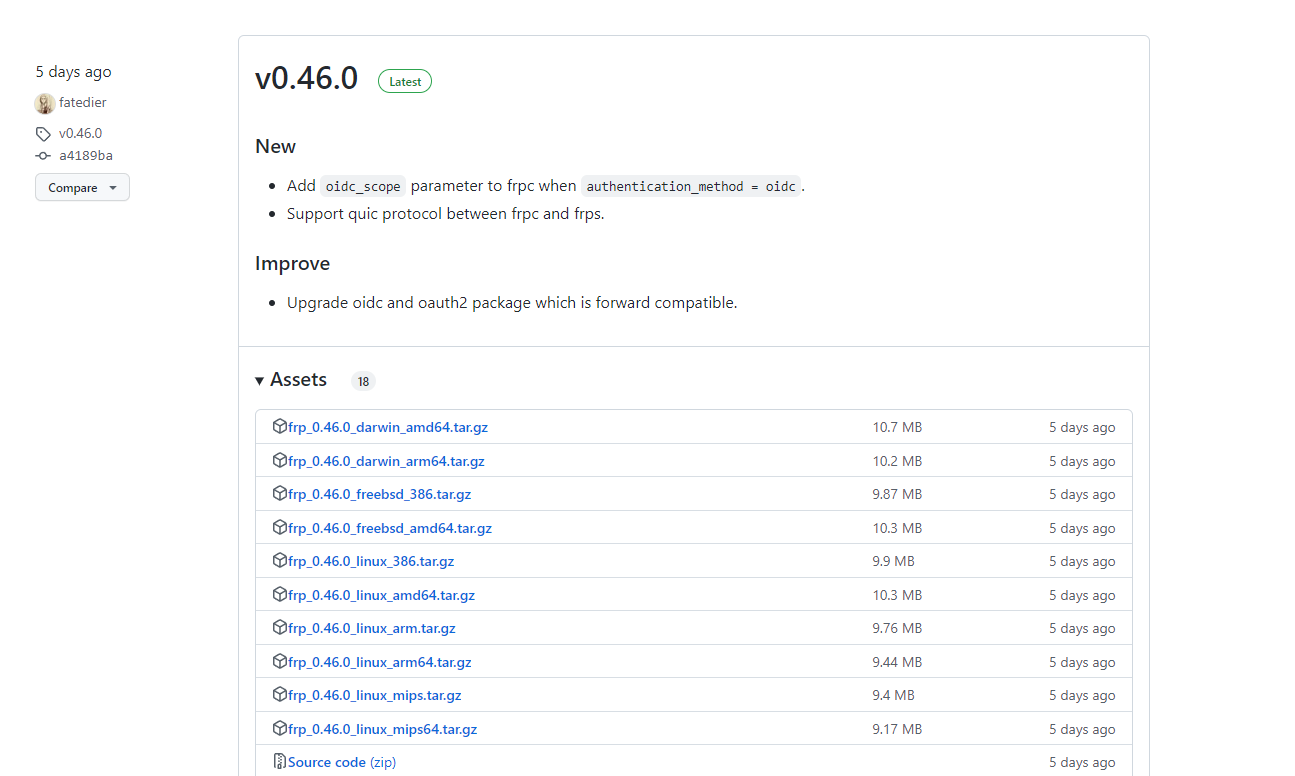 5 days ago
fatedier
v0.46.0
a4189ba
Compare
v0.46.0 Latest
New
Add oidc_scope parameter to frpc when authentication_method = oidc.
Support quic protocol between frpc and frps.
Improve
Upgrade oidc and oauth2 package which is forward compatible.
Assets 18
frp_0.46.0_darwin_amd64.tar.gz 10.7 MB 5 days ago
frp_0.46.0_darwin_arm64.tar.gz 10.2 MB 5 days ago
frp_0.46.0_freebsd_386.tar.gz 9.87 MB 5 days ago
frp_0.46.0_freebsd_amd64.tar.gz 10.3 MB 5 days ago
frp_0.46.0_linux_386.tar.gz 9.9 MB 5 days ago
frp_0.46.0_linux_amd64.tar.gz 10.3 MB 5 days ago
frp_0.46.0_linux_arm.tar.gz 9.76 MB 5 days ago
frp_0.46.0_linux_arm64.tar.gz 9.44 MB 5 days ago
frp_0.46.0_linux_mips.tar.gz 9.4 MB 5 days ago
frp_0.46.0_linux_mips64.tar.gz 9.17 MB 5 days ago
Source code (zip) 5 days ago